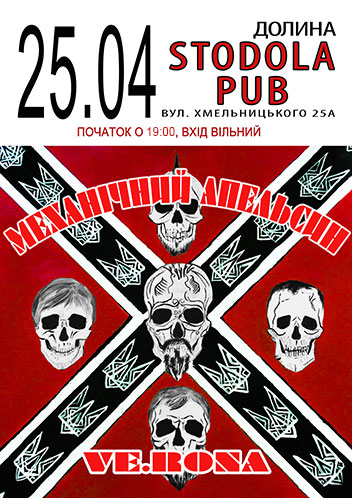 25.04
ДОЛИНА
STODOLA
PUB
ВУЛ. ХМЕЛЬНИЦЬКОГО 25А
ПОЧАТОК О 19:00, ВХІД ВІЛЬНИЙ
МЕХАНІЧНИЙ АПЕЛЬСИН
VE.RONA